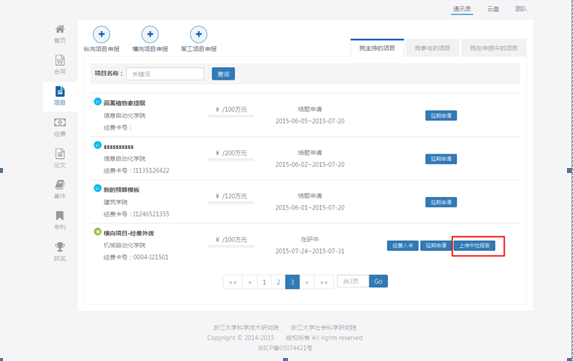 通讯录 云盘 团队
首页
合同
项目
经费
论文
著作
专利
获奖
纵向项目申报 横向项目申报 军工项目申报
我主持的项目 我参与的项目 我在申报中的项目
项目名称： 关键词 查询
茼蒿植物素提取
信息自动化学院
经费卡号：
¥ /100万元
结题申请
2015-06-05~2015-07-20
延期申请
ssssssssss
信息自动化学院
经费卡号：I1135126422
¥ /200万元
结题申请
2015-06-02~2015-07-20
延期申请
新的预算模板
建筑学院
经费卡号：J1246521355
¥ /120万元
结题申请
2015-06-01~2015-07-20
延期申请
横向项目-经费外拨
机械自动化学院
经费卡号：0004-I21501
¥ /100万元
在研中
2015-07-24~2015-07-31
经费入卡 延期申请 上传中性报告
<< < 1 2 3 > >> 共3页 Go
浙江大学科学技术研究院 浙江大学社会科学研究院
Copyright © 2014-2015 版权所有 All rights reserved
浙ICP备05074421号